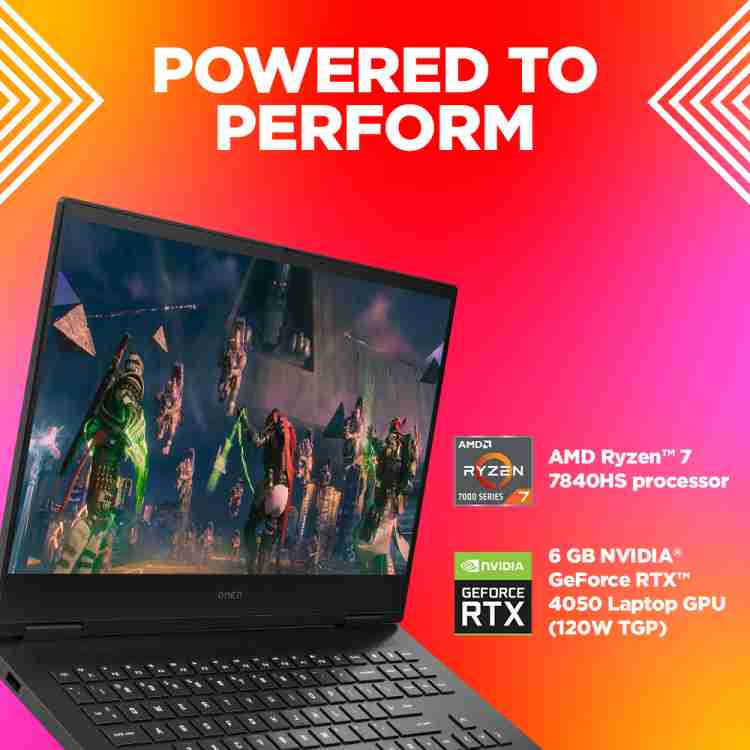 POWERED TO
PERFORM
AMD
RYZEN
7000 SERIES 7
AMD Ryzen™ 7
7840HS processor
NVIDIA
GEFORCE
RTX
6 GB NVIDIA®
GeForce RTX™
4050 Laptop GPU
(120W TGP)
OMEN